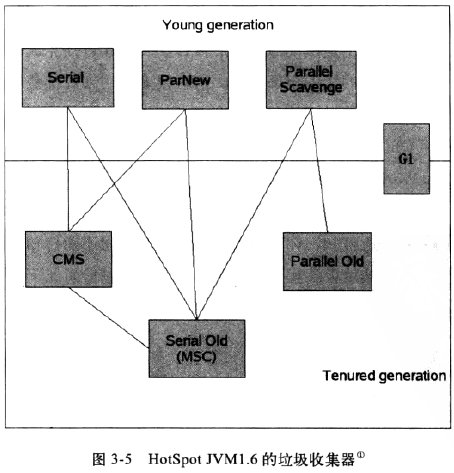 Young generation
Serial
ParNew
Parallel
Scavenge
G1
CMS
Parallel Old
Serial Old
(MSC)
Tenured generation
图 3-5 HotSpot JVM1.6 的垃圾收集器①